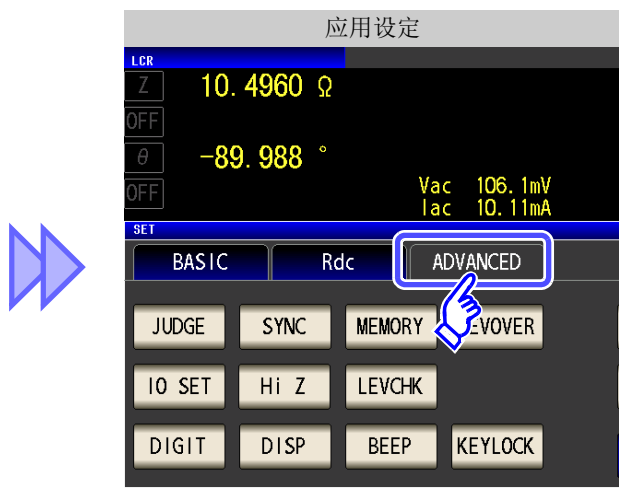 应用设定
LCR
Z 10.4960 Ω
OFF
θ -89.988 °
OFF
Vac 106.1mV
Iac 10.11mA
SET
BASIC Rdc ADVANCED
JUDGE SYNC MEMORY EVOVER
IO SET Hi Z LEVCHK
DIGIT DISP BEEP KEYLOCK